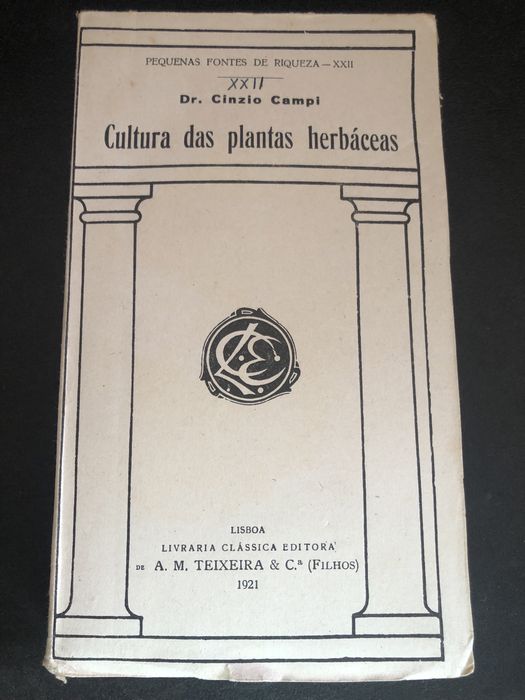 PEQUENAS FONTES DE RIQUEZA — XXII
XXII
Dr. Cinzio Campi
Cultura das plantas herbáceas
LCE
LISBOA
LIVRARIA CLÁSSICA EDITORA
DE A. M. TEIXEIRA & C.ª (FILHOS)
1921